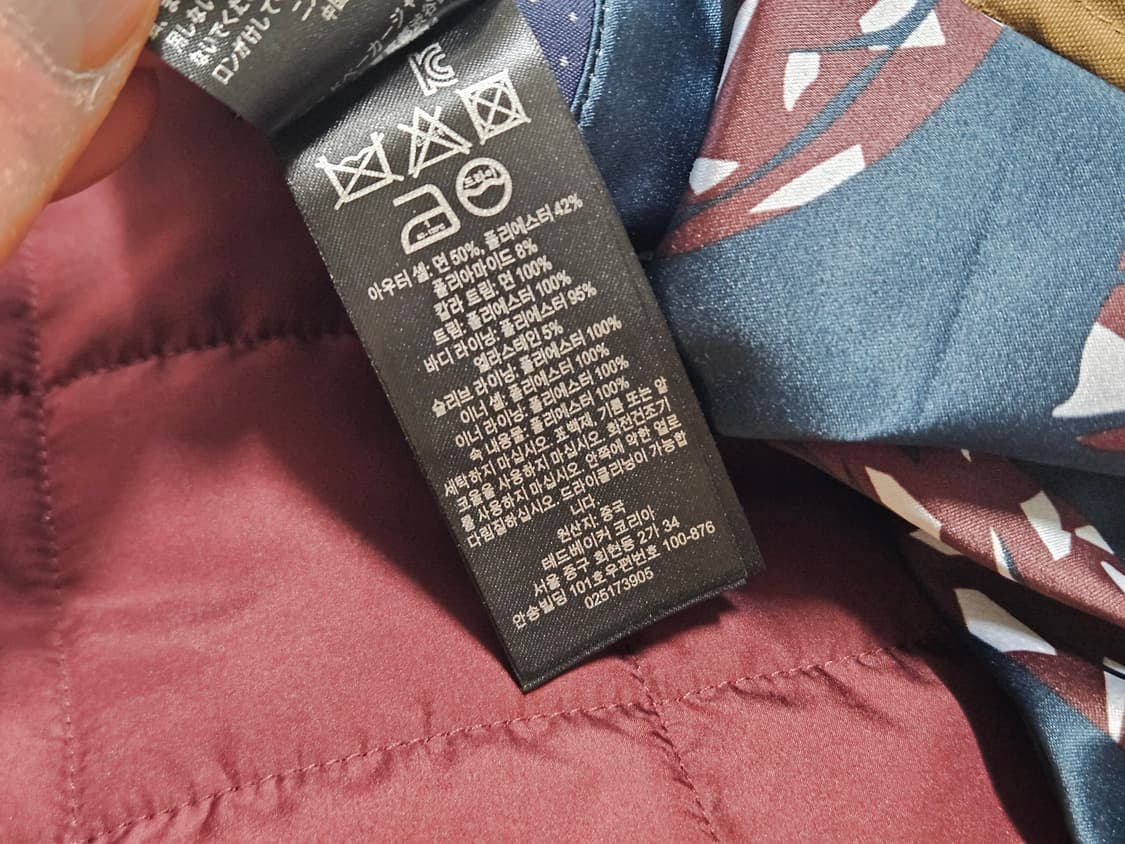 ロンガけして
드라이
아우터 셸: 면 50%, 폴리에스터 42%
폴리아마이드 8%
칼라 트림: 면 100%
트림: 폴리에스터 100%
바디 라이닝: 폴리에스터 95%
엘라스테인 5%
슬리브 라이닝: 폴리에스터 100%
이너 셸: 폴리에스터 100%
이너 라이닝: 폴리에스터 100%
속 내용물: 폴리에스터 100%
세탁하지 마십시오. 표백제, 기름 또는 알
코올을 사용하지 마십시오. 회전건조기
를 사용하지 마십시오. 안쪽에 약한 열로
다림질하십시오. 드라이클리닝이 가능합
니다.
원산지: 중국
테드베이커 코리아
서울 중구 회현동 2가 34
안송빌딩 101호우편번호 100-876
025173905